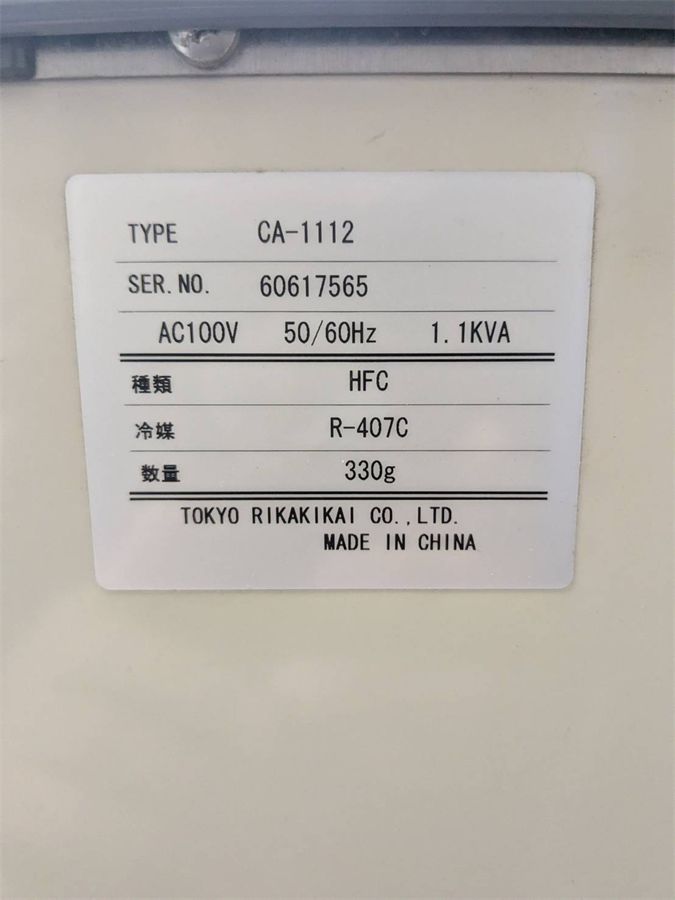 TYPE CA-1112
SER.NO. 60617565
AC100V 50/60Hz 1.1KVA
種類 HFC
冷媒 R-407C
数量 330g
TOKYO RIKAKIKAI CO.,LTD.
MADE IN CHINA